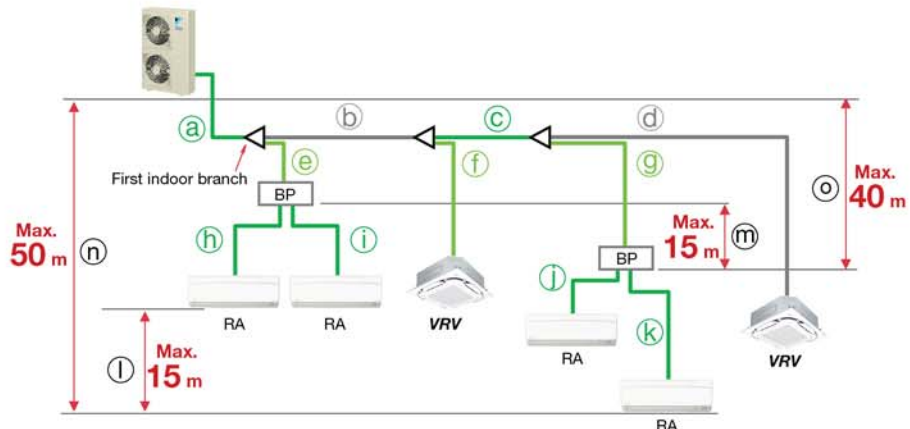 ⓐ
ⓑ
ⓒ
ⓓ
First indoor branch
ⓔ
ⓕ
ⓖ
BP
ⓞ
Max.
40 m
Max.
50 m
ⓝ
ⓗ
ⓘ
Max.
15 m
ⓜ
BP
ⓙ
RA
RA
VRV
ⓚ
ⓛ
Max.
15 m
RA
VRV
RA